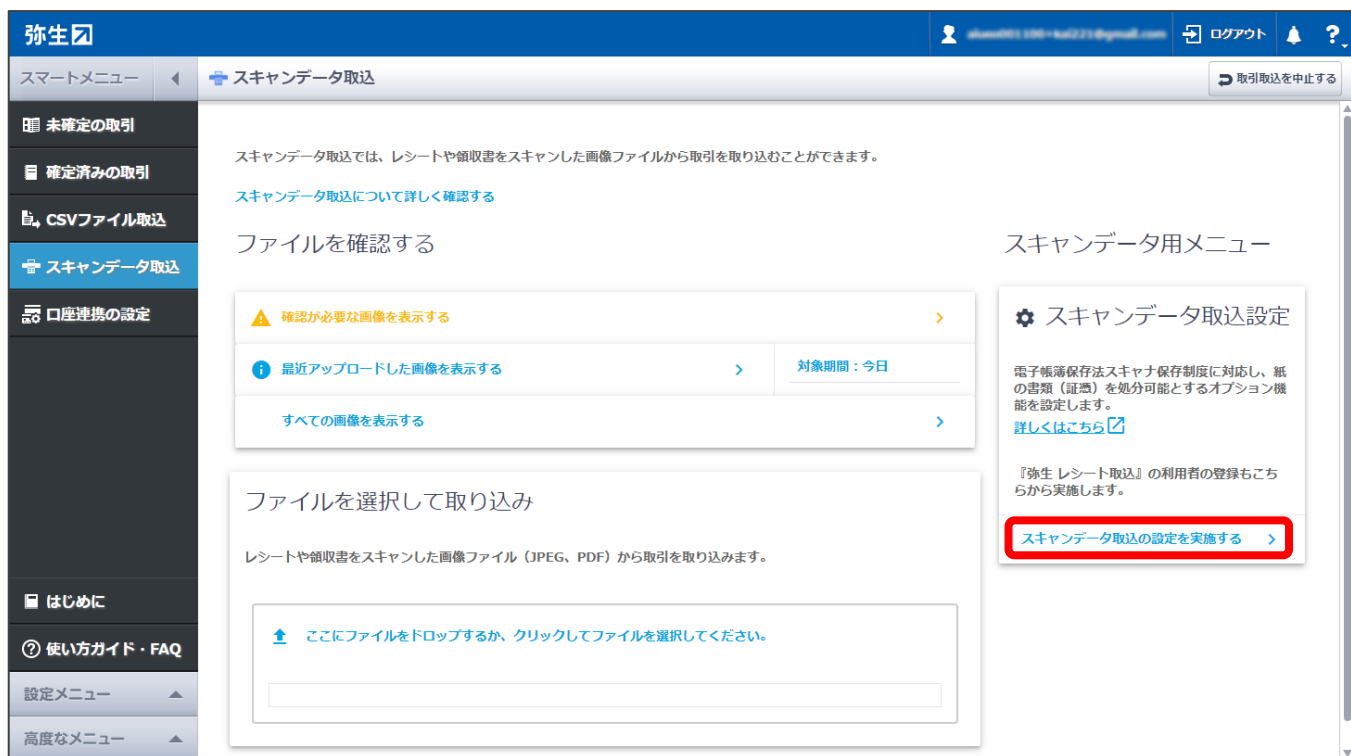 弥生
ログアウト
?
スマートメニュー
スキャンデータ取込
取引取込を中止する
未確定の取引
確定済みの取引
CSVファイル取込
スキャンデータ取込
口座連携の設定
はじめに
使い方ガイド・FAQ
設定メニュー
高度なメニュー
スキャンデータ取込では、レシートや領収書をスキャンした画像ファイルから取引を取り込むことができます。
スキャンデータ取込について詳しく確認する
ファイルを確認する
確認が必要な画像を表示する
最近アップロードした画像を表示する
対象期間：今日
すべての画像を表示する
ファイルを選択して取り込み
レシートや領収書をスキャンした画像ファイル（JPEG、PDF）から取引を取り込みます。
ここにファイルをドロップするか、クリックしてファイルを選択してください。
スキャンデータ用メニュー
スキャンデータ取込設定
電子帳簿保存法スキャナ保存制度に対応し、紙
の書類（証憑）を処分可能とするオプション機
能を設定します。
詳しくはこちら
『弥生 レシート取込』の利用者の登録もこち
らから実施します。
スキャンデータ取込の設定を実施する